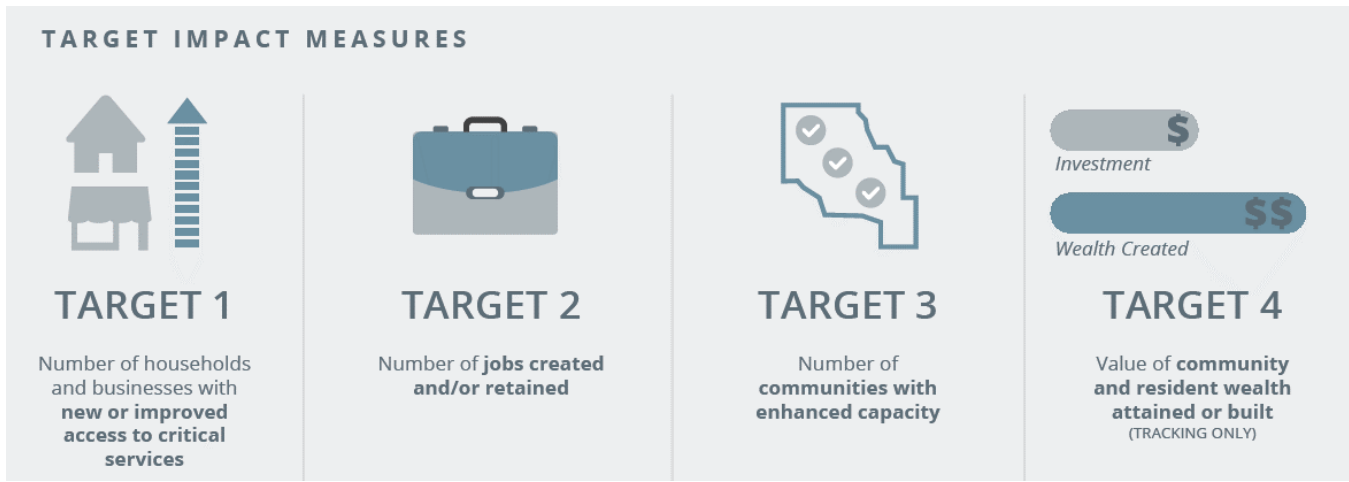 TARGET IMPACT MEASURES
$
Investment
$$
Wealth Created
TARGET 1
Number of households
and businesses with
new or improved
access to critical
services
TARGET 2
Number of jobs created
and/or retained
TARGET 3
Number of
communities with
enhanced capacity
TARGET 4
Value of community
and resident wealth
attained or built
(TRACKING ONLY)